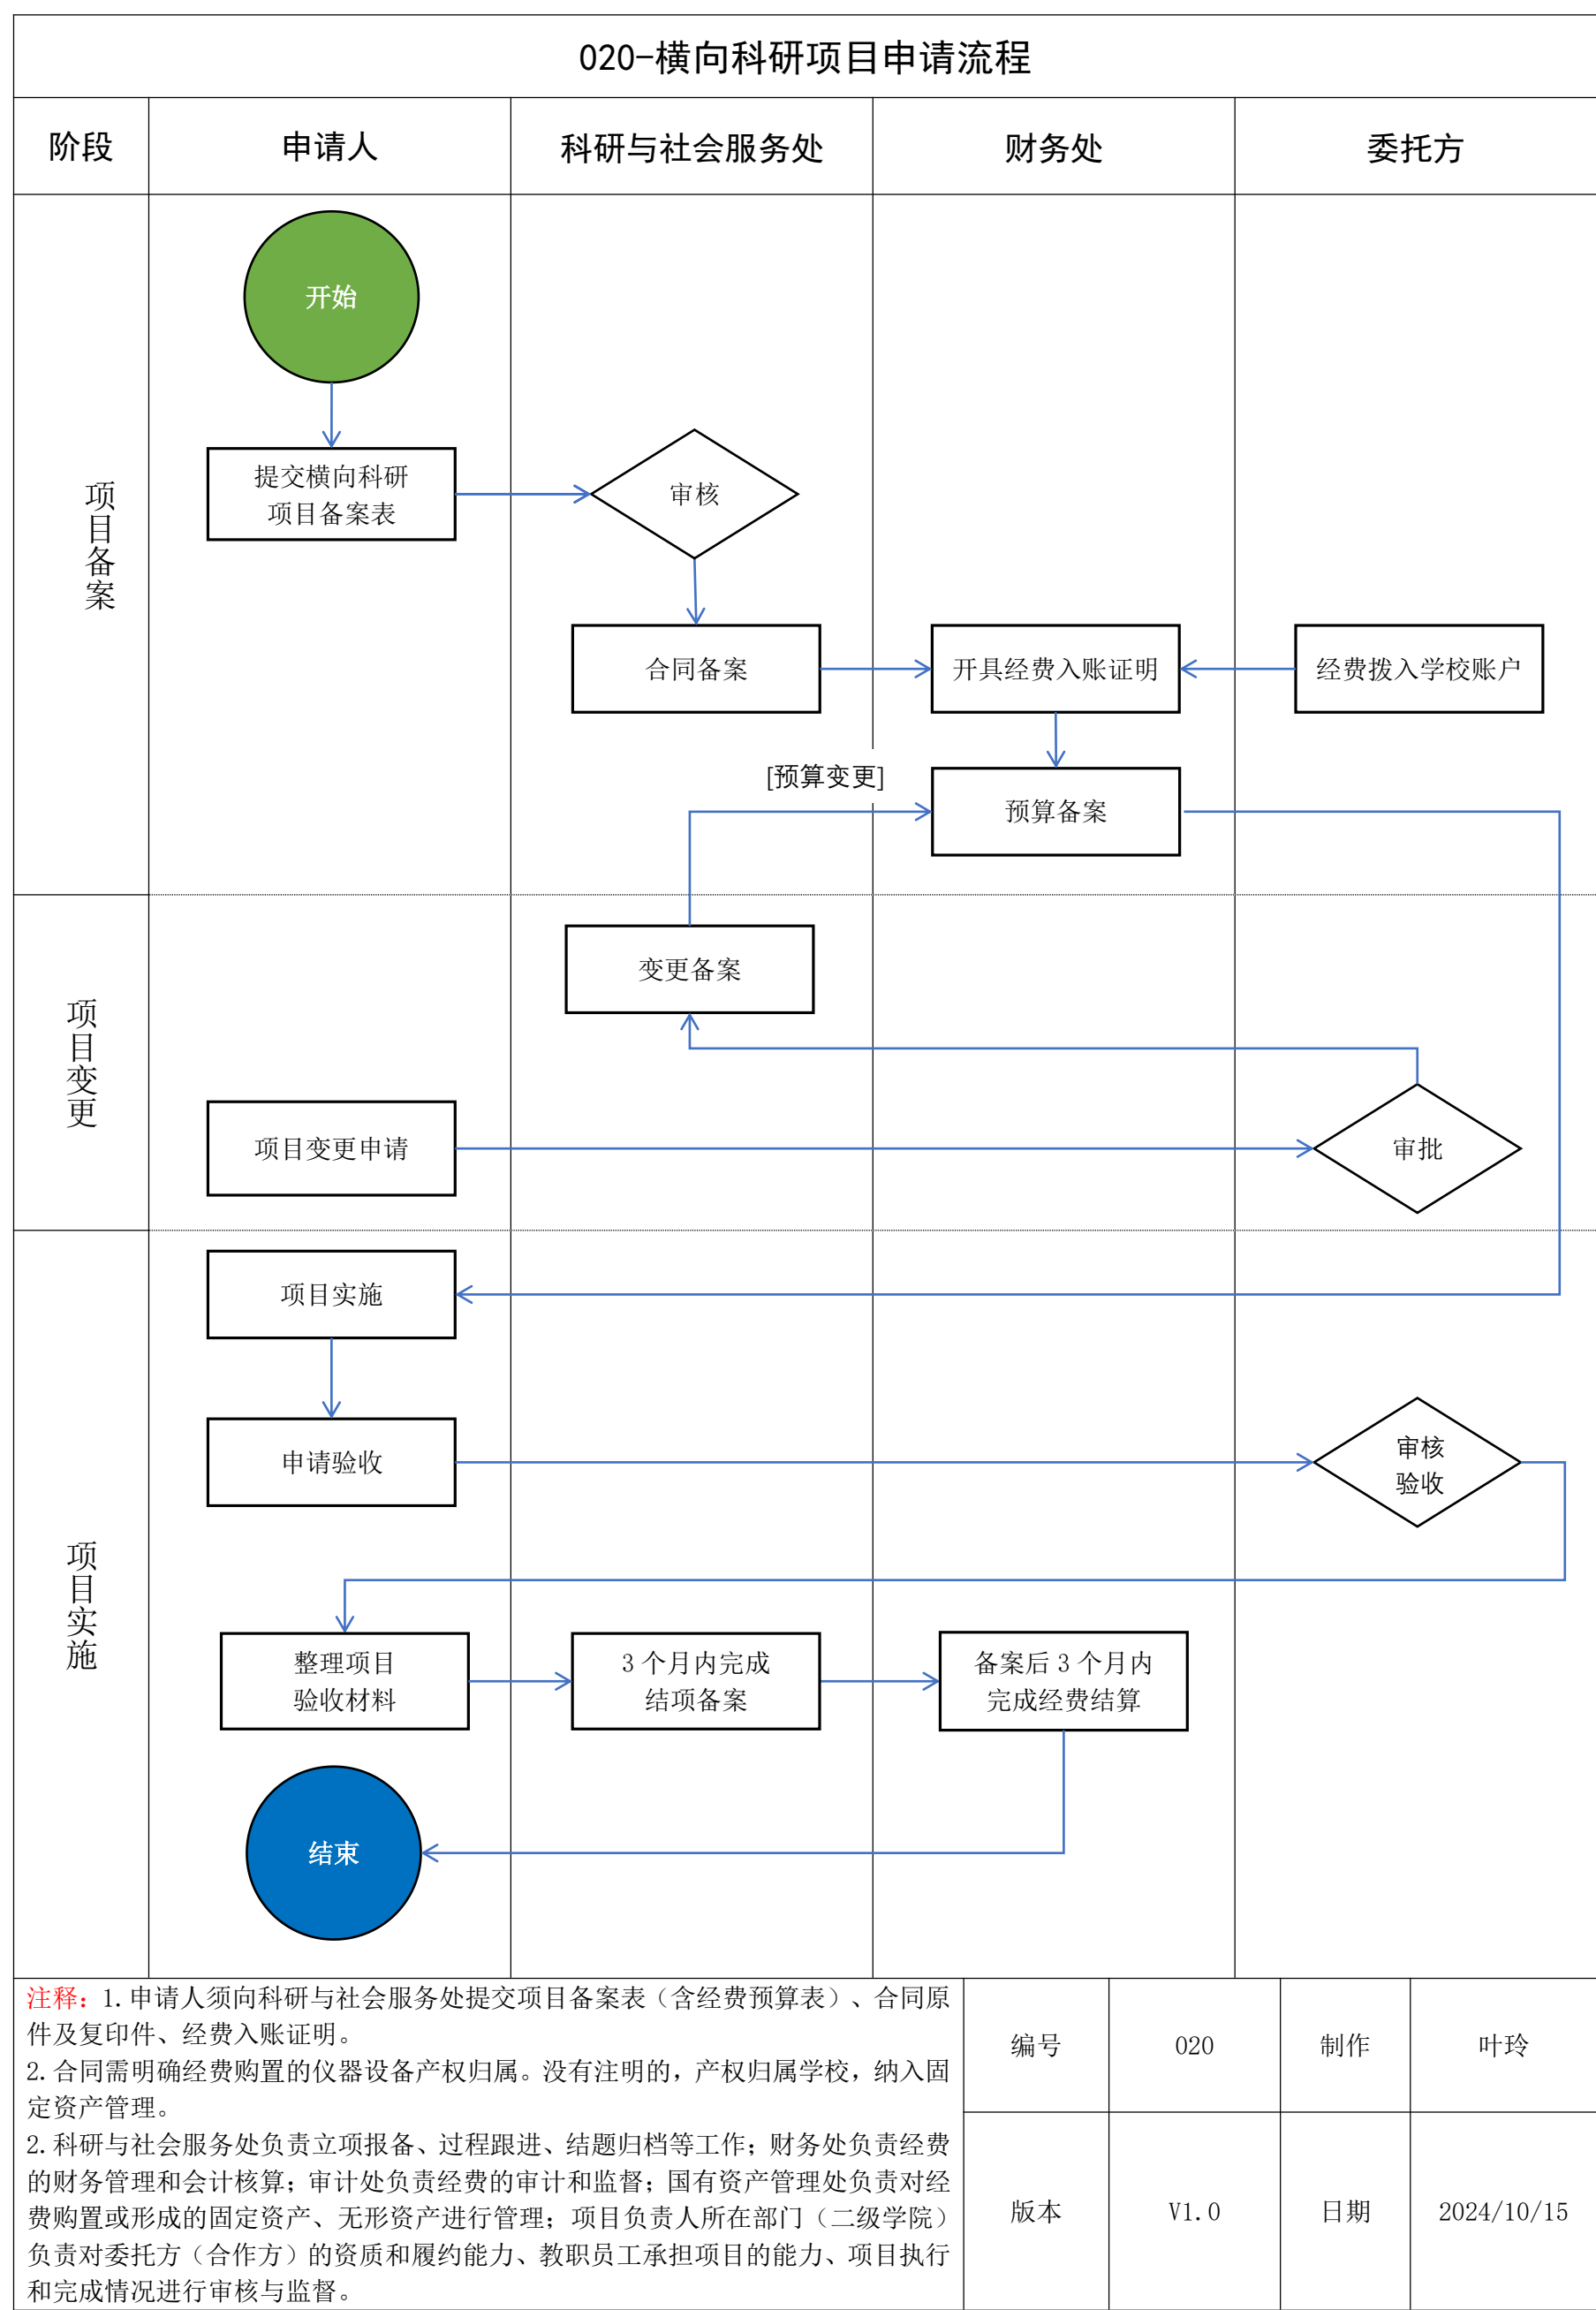 020-横向科研项目申请流程
阶段
申请人
科研与社会服务处
财务处
委托方
项目备案
开始
提交横向科研
项目备案表
审核
合同备案
开具经费入账证明
经费拨入学校账户
[预算变更]
预算备案
项目变更
变更备案
项目变更申请
审批
项目实施
项目实施
申请验收
审核
验收
整理项目
验收材料
3个月内完成
结项备案
备案后3个月内
完成经费结算
结束
注释：1.申请人须向科研与社会服务处提交项目备案表（含经费预算表）、合同原
件及复印件、经费入账证明。
2.合同需明确经费购置的仪器设备产权归属。没有注明的，产权归属学校，纳入固
定资产管理。
2.科研与社会服务处负责立项报备、过程跟进、结题归档等工作；财务处负责经费
的财务管理和会计核算；审计处负责经费的审计和监督；国有资产管理处负责对经
费购置或形成的固定资产、无形资产进行管理；项目负责人所在部门（二级学院）
负责对委托方（合作方）的资质和履约能力、教职员工承担项目的能力、项目执行
和完成情况进行审核与监督。
编号
020
制作
叶玲
版本
V1.0
日期
2024/10/15